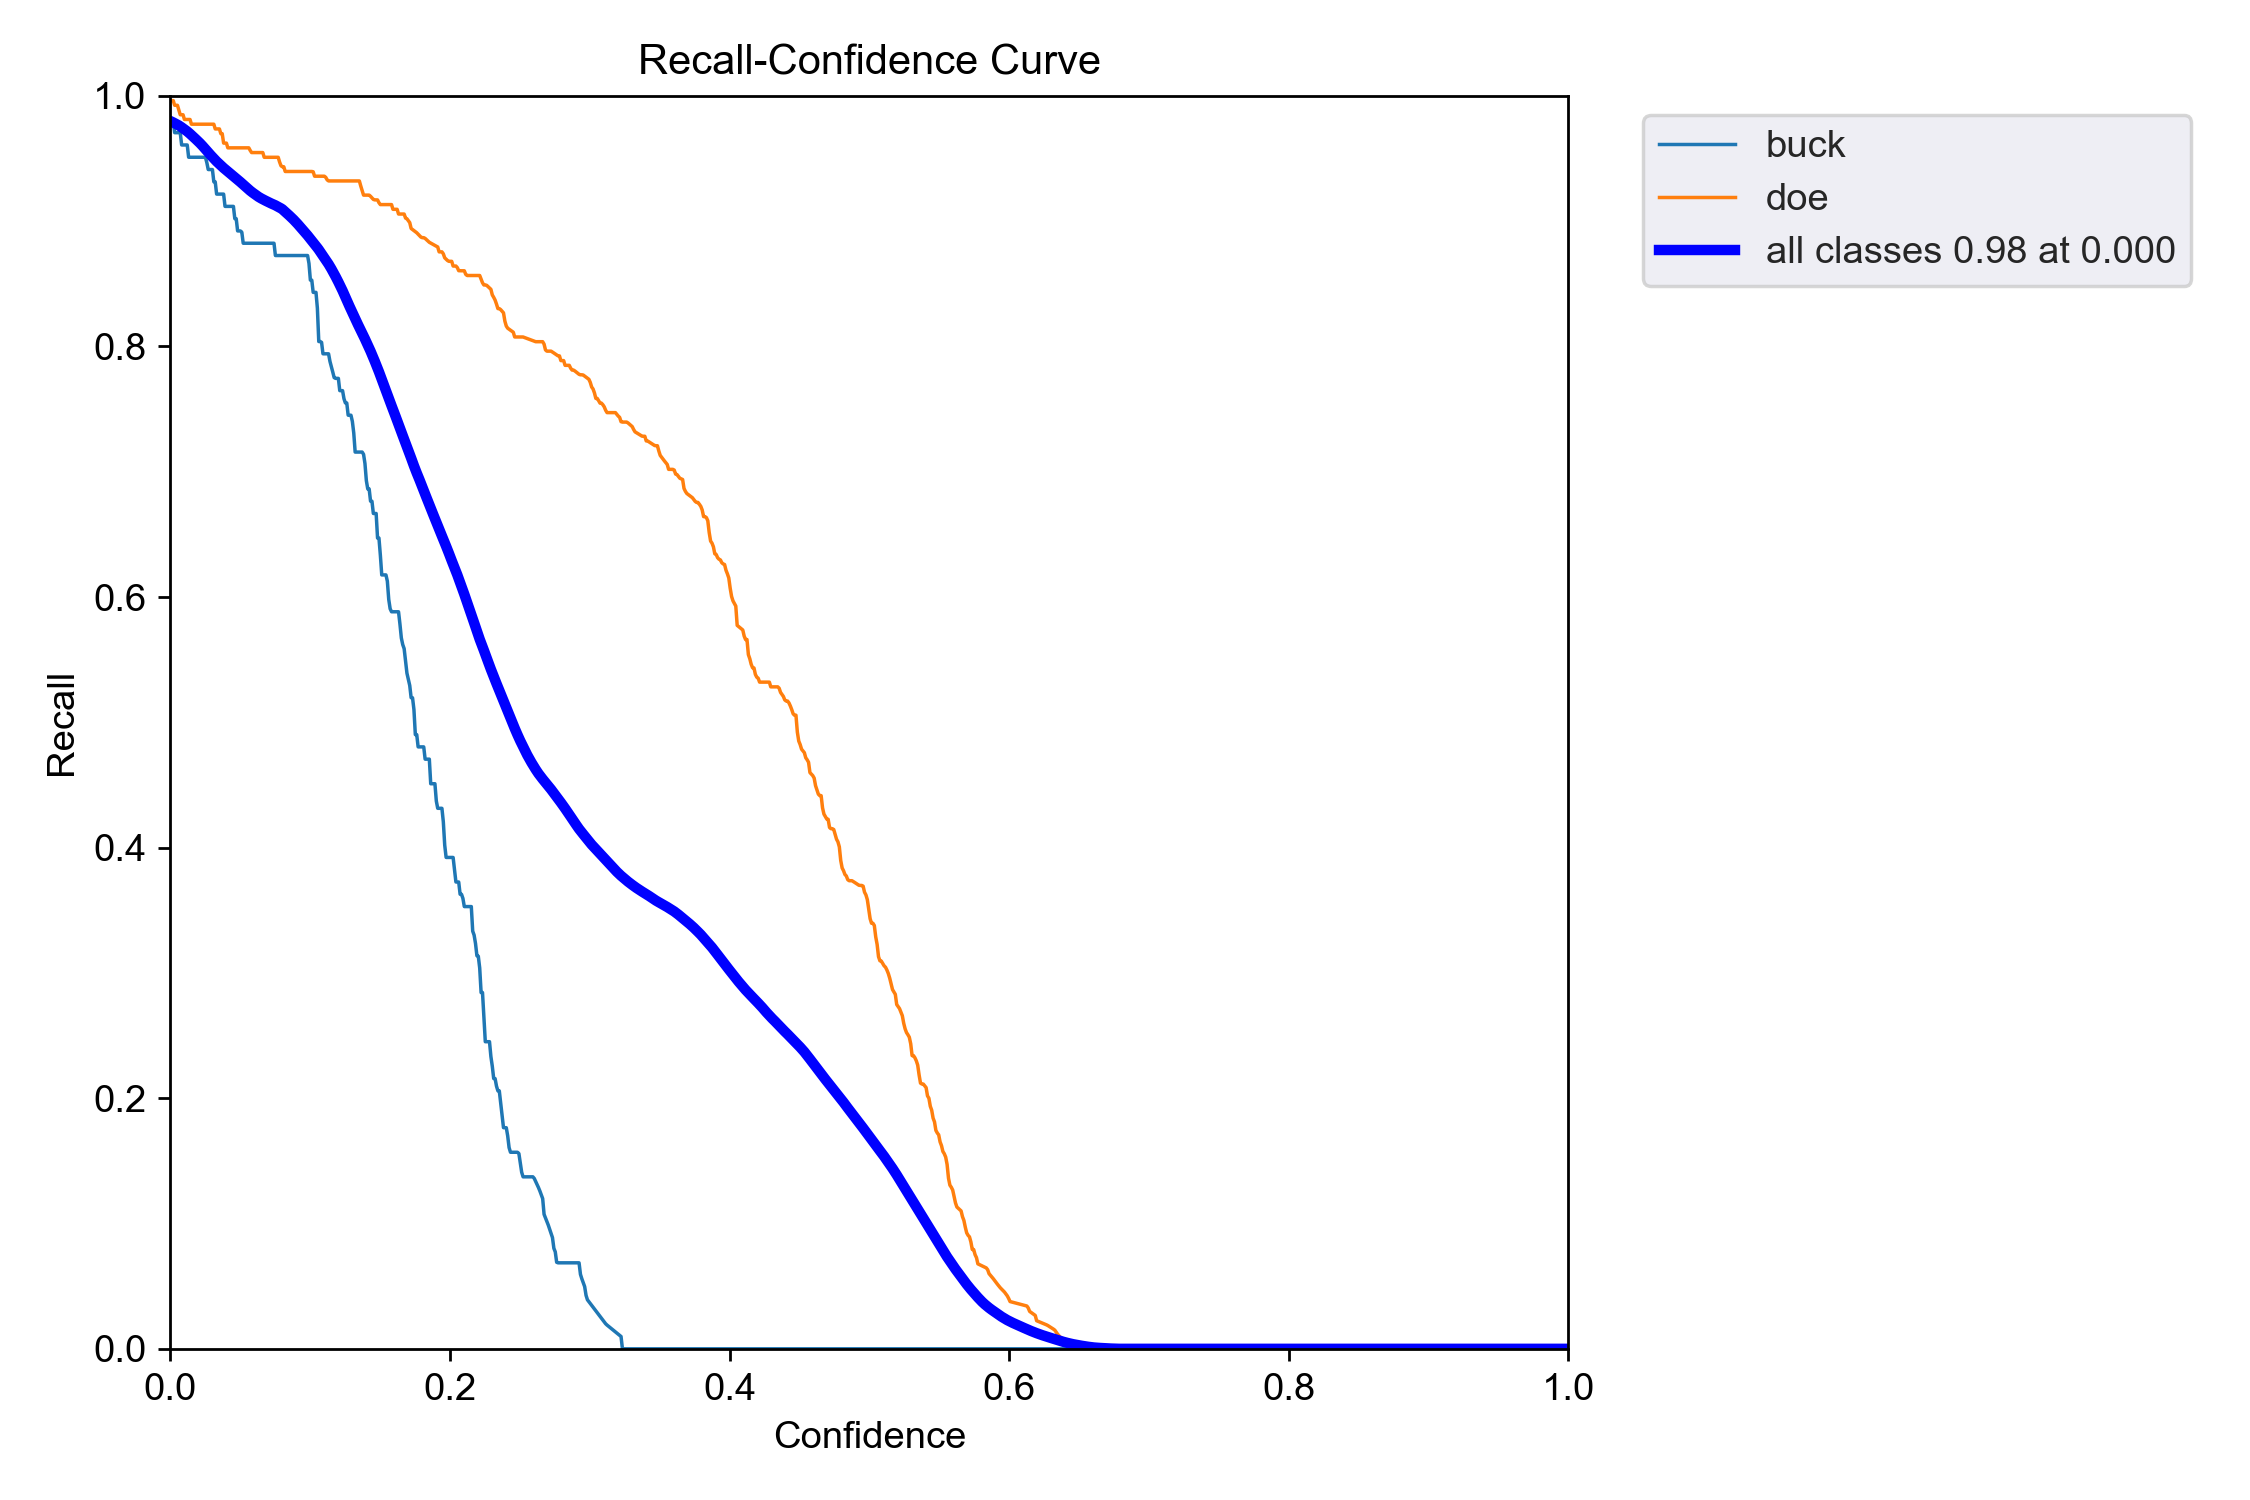 Recall-Confidence Curve
1.0
0.8
0.6
0.4
0.2
0.0
Recall
0.0 0.2 0.4 0.6 0.8 1.0
Confidence
buck
doe
all classes 0.98 at 0.000